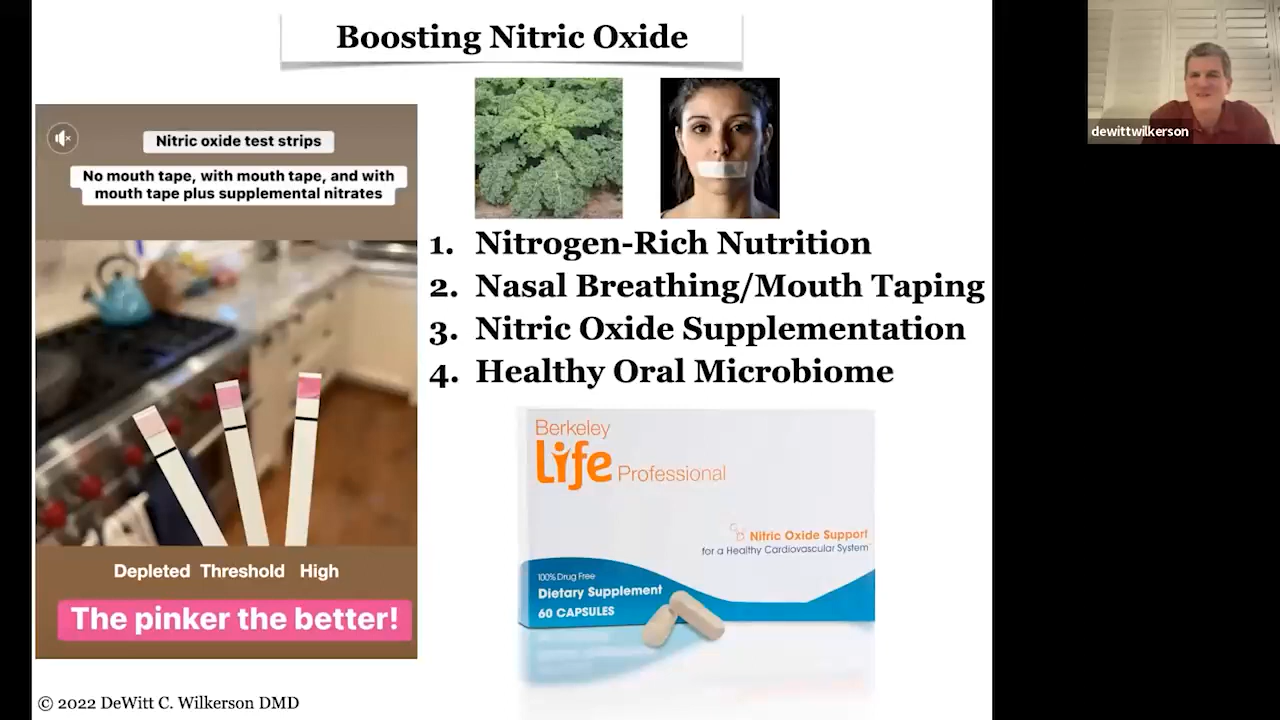 Boosting Nitric Oxide
dewittwilkerson
Nitric oxide test strips
No mouth tape, with mouth tape, and with
mouth tape plus supplemental nitrates
Depleted Threshold High
The pinker the better!
1. Nitrogen-Rich Nutrition
2. Nasal Breathing/Mouth Taping
3. Nitric Oxide Supplementation
4. Healthy Oral Microbiome
Berkeley
Life Professional
Nitric Oxide Support
for a Healthy Cardiovascular System™
100% Drug Free
Dietary Supplement
60 CAPSULES
© 2022 DeWitt C. Wilkerson DMD